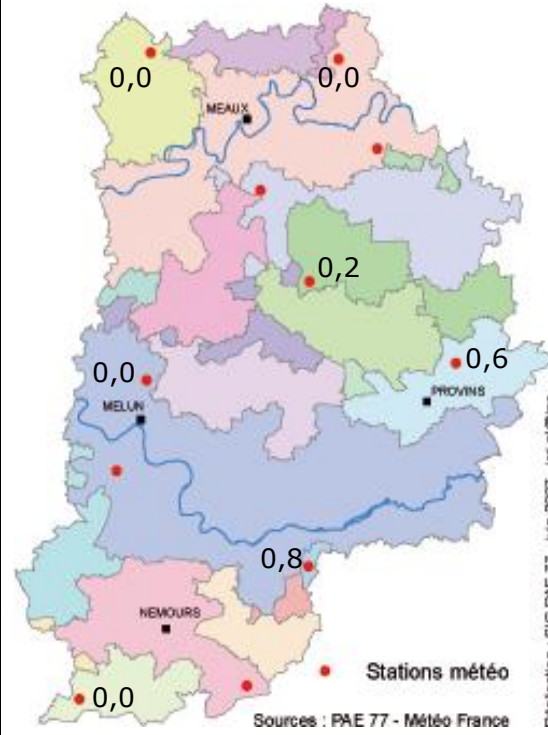 0,0
0,0
MEAUX
0,2
0,0
0,6
PROVINS
MELUN
0,8
NEMOURS
Stations météo
0,0
Sources : PAE 77 - Météo France